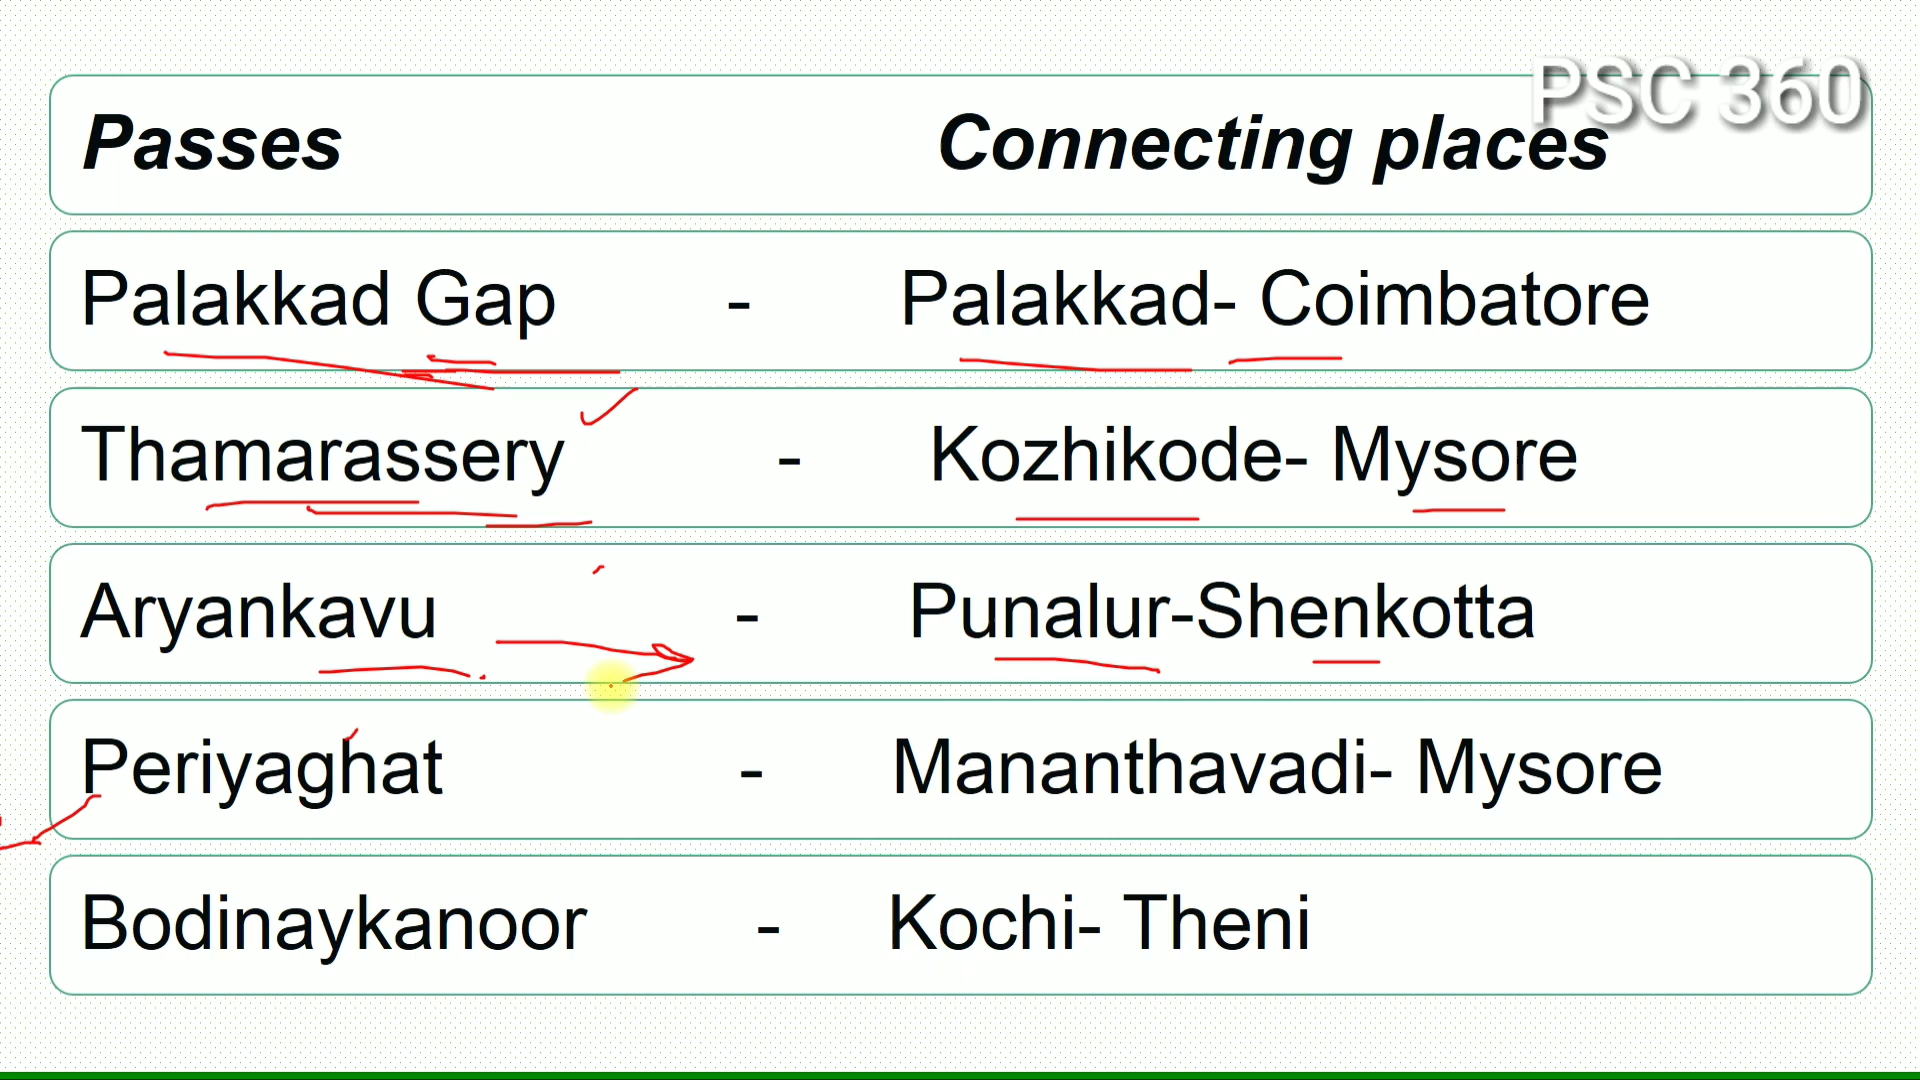 PSC 360
Passes Connecting places
Palakkad Gap - Palakkad- Coimbatore
Thamarassery - Kozhikode- Mysore
Aryankavu - Punalur-Shenkotta
Periyaghat - Mananthavadi- Mysore
Bodinaykanoor - Kochi- Theni